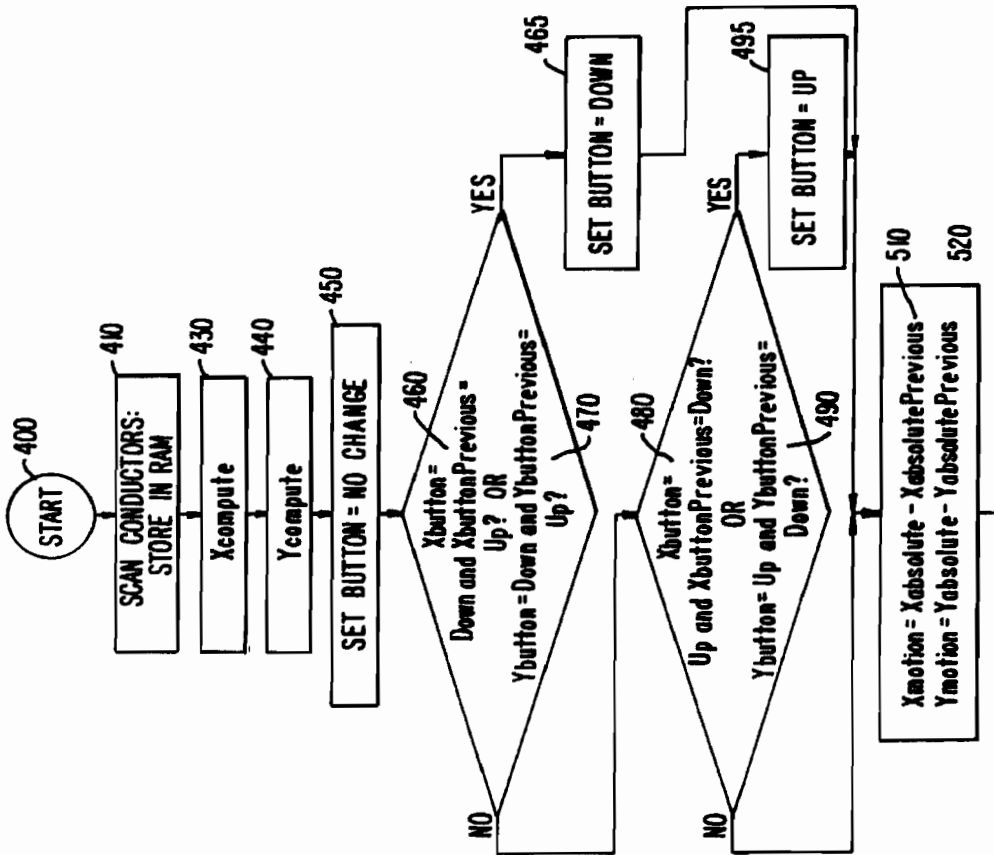 400
START
410
SCAN CONDUCTORS:
STORE IN RAM
430
Xcompute
440
Ycompute
450
SET BUTTON = NO CHANGE
460
Xbutton=
Down and XbuttonPrevious =
Up? OR
Ybutton = Down and YbuttonPrevious =
Up?
470
NO
YES
465
SET BUTTON = DOWN
480
Xbutton=
Up and XbuttonPrevious=Down?
OR
Ybutton= Up and YbuttonPrevious=
Down?
490
NO
YES
495
SET BUTTON = UP
Xmotion = Xabsolute - XabsolutePrevious
Ymotion = Yabsolute - YabsolutePrevious
510
520